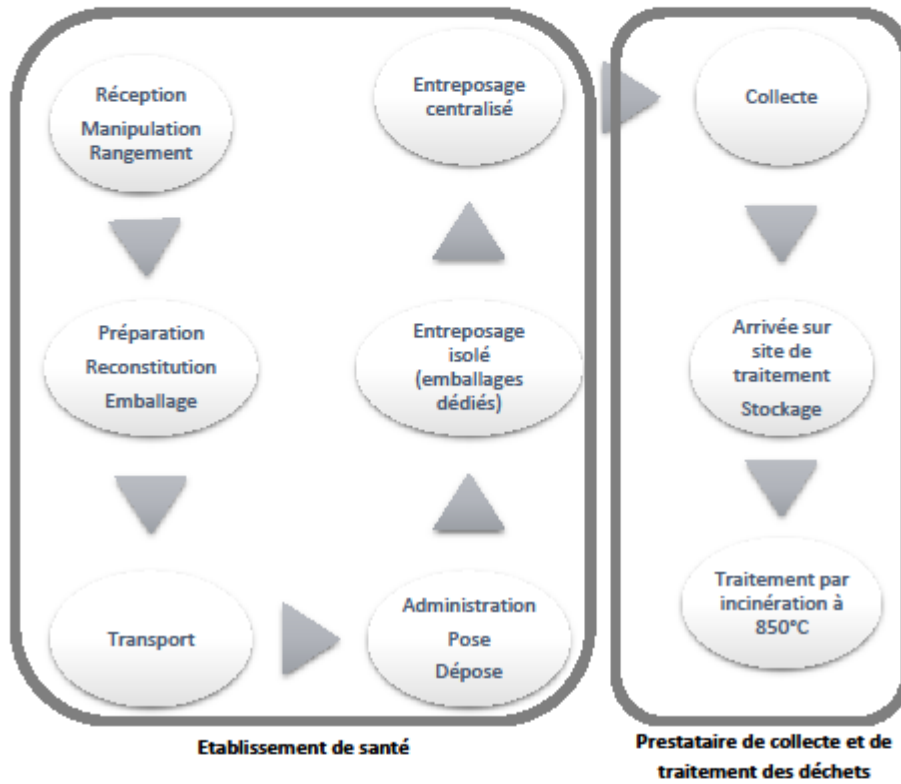 Réception
Manipulation
Rangement
Préparation
Reconstitution
Emballage
Transport
Administration
Pose
Dépose
Entreposage
isolé
(emballages
dédiés)
Entreposage
centralisé
Collecte
Arrivée sur
site de
traitement
Stockage
Traitement par
incinération à
850°C
Etablissement de santé
Prestataire de collecte et de
traitement des déchets